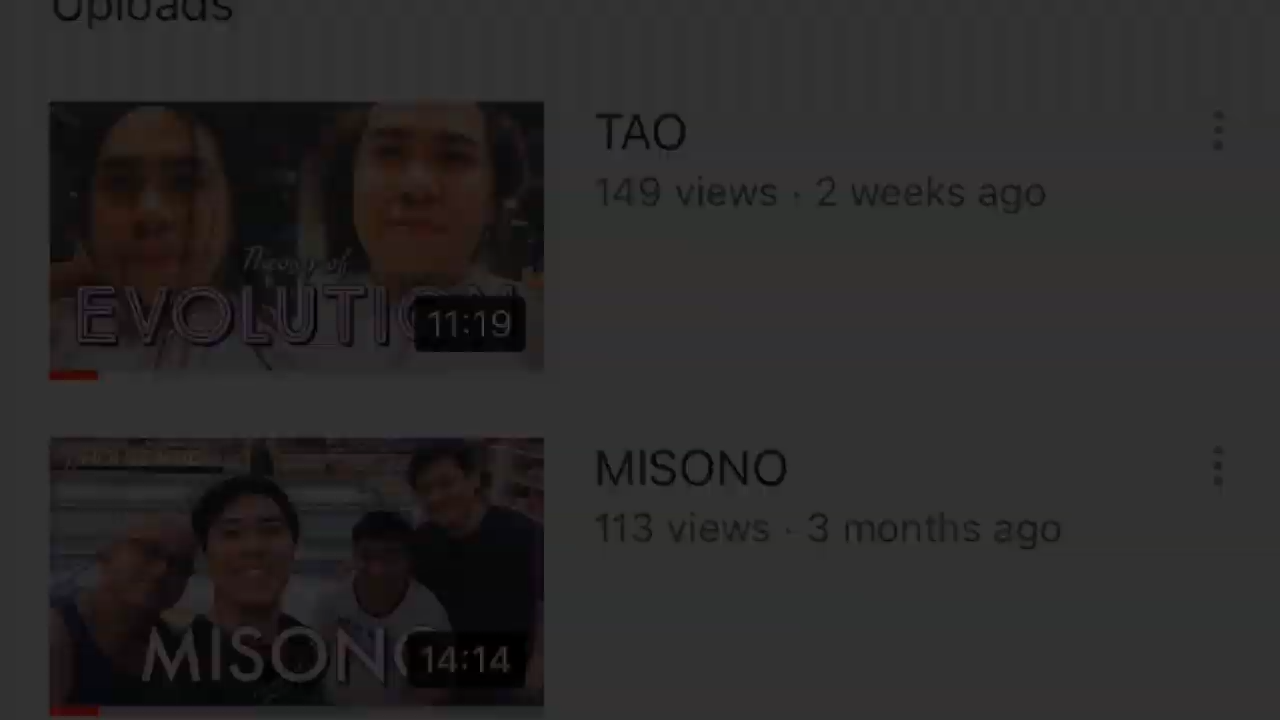 Uploads
TAO
149 views · 2 weeks ago
Theory of
EVOLUTION
11:19
MISONO
113 views · 3 months ago
MISONO
14:14